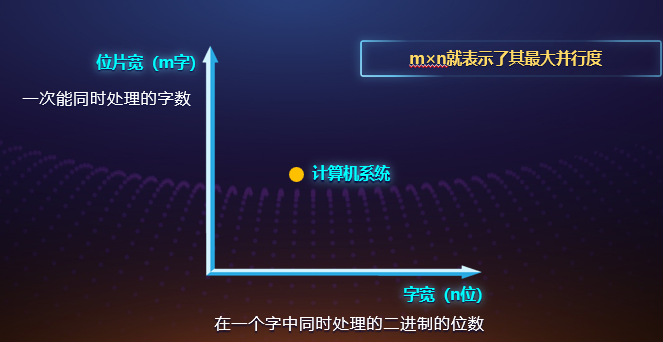 m×n就表示了其最大并行度
位片宽（m字)
一次能同时处理的字数
计算机系统
字宽（n位)
在一个字中同时处理的二进制的位数